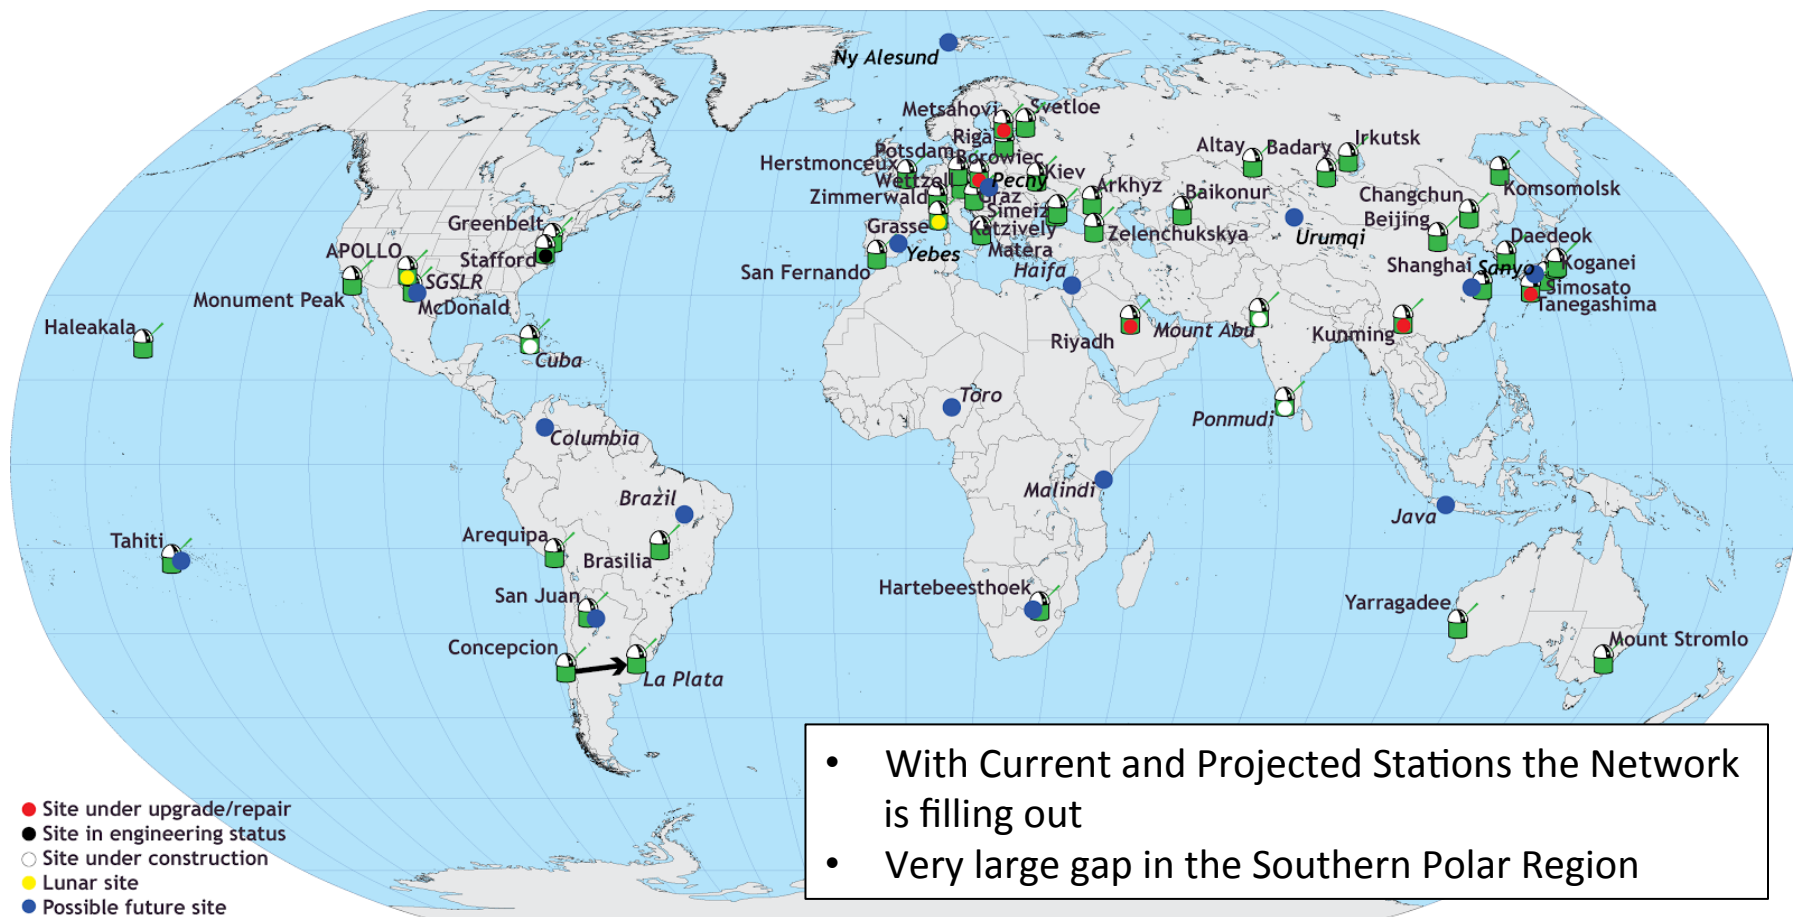 Ny Alesund
Metsahovi
Svetloe
Riga
Potsdam
Borowiec
Herstmonceux
Wettzell
Pecny
Kiev
Zimmerwald
Graz
Arkhyz
Simeiz
Grasse
Katzively
Zelenchukskya
Matera
Yebes
San Fernando
Haifa
Altay
Badary
Irkutsk
Baikonur
Changchun
Komsomolsk
Beijing
Urumqi
Daedeok
Shanghai
Sanyo
Koganei
Simosato
Tanegashima
Greenbelt
APOLLO
Stafford
SGSLR
Monument Peak
McDonald
Haleakala
Cuba
Riyadh
Mount Abu
Kunming
Toro
Ponmudi
Columbia
Brazil
Malindi
Java
Tahiti
Arequipa
Brasilia
San Juan
Hartebeesthoek
Yarragadee
Concepcion
La Plata
Mount Stromlo
• With Current and Projected Stations the Network
is filling out
• Very large gap in the Southern Polar Region
Site under upgrade/repair
Site in engineering status
Site under construction
Lunar site
Possible future site